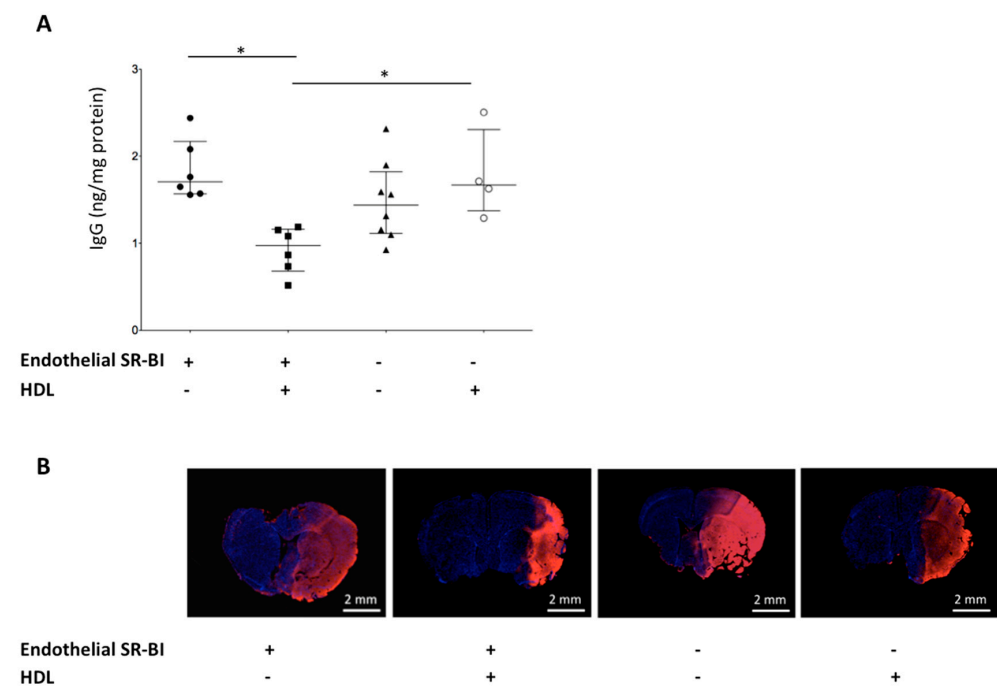 A
*
*
3
2
1
0
IgG (ng/mg protein)
Endothelial SR-BI + + - -
HDL - + - +
B
2 mm 2 mm 2 mm 2 mm
Endothelial SR-BI + + - -
HDL - + - +